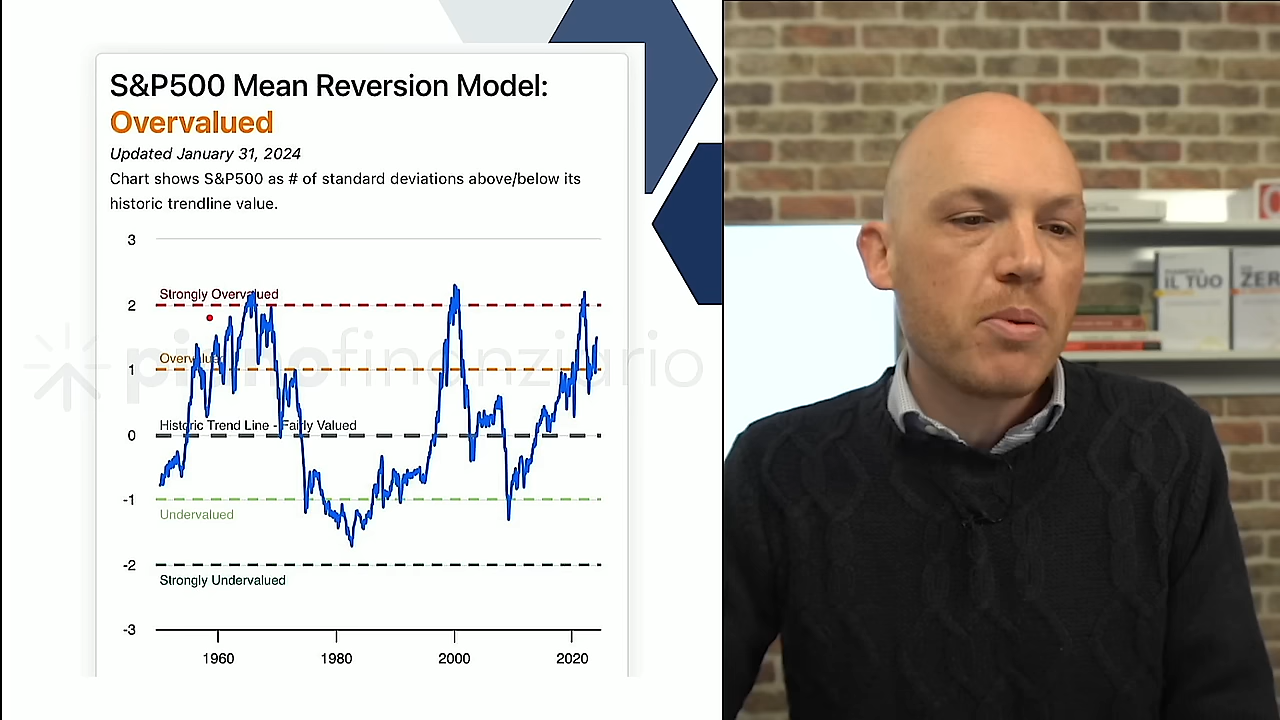 S&P500 Mean Reversion Model:
Overvalued
Updated January 31, 2024
Chart shows S&P500 as # of standard deviations above/below its
historic trendline value.
3
Strongly Overvalued
2
Overvalued
1
pianofinanziario
Historic Trend Line - Fairly Valued
0
-1
Undervalued
-2
Strongly Undervalued
-3
1960 1980 2000 2020
IL TUO
ZER